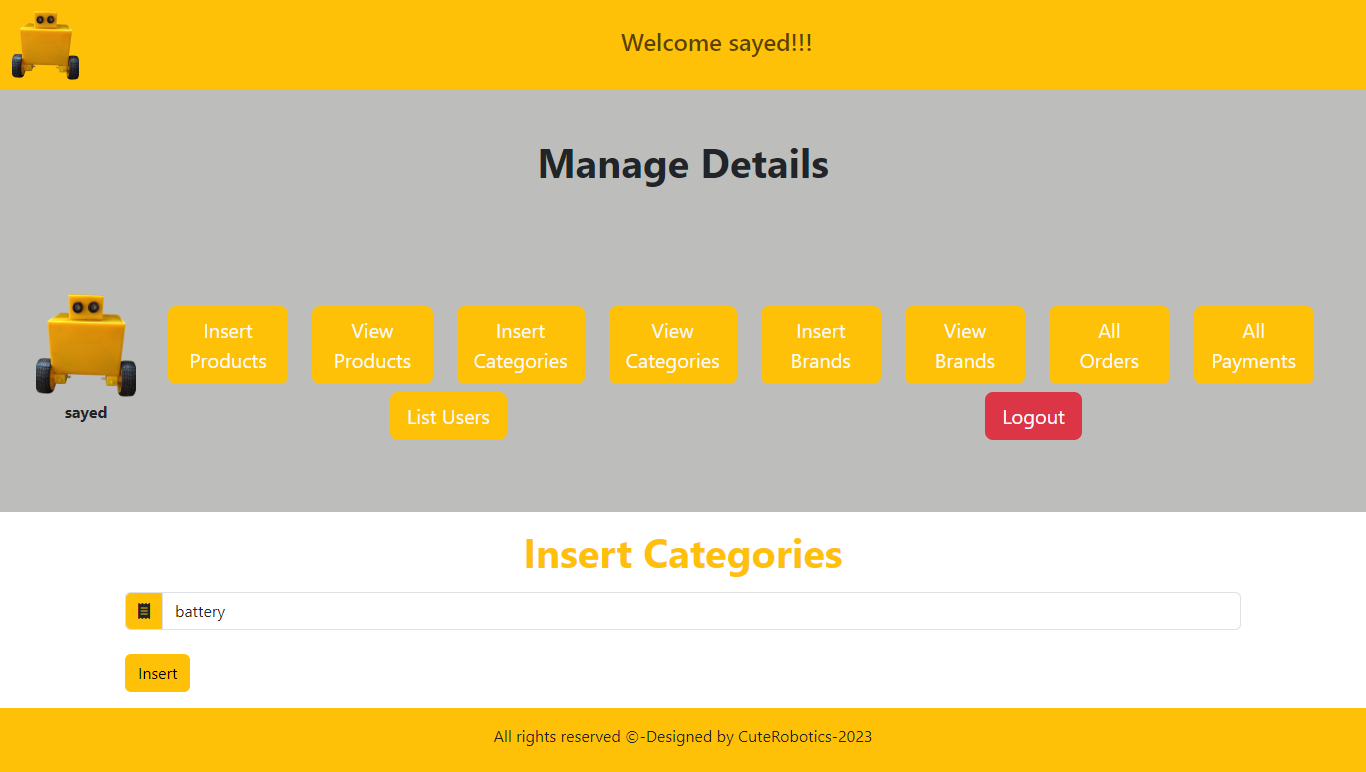 Welcome sayed!!!
Manage Details
Insert
Products
View
Products
Insert
Categories
View
Categories
Insert
Brands
View
Brands
All
Orders
All
Payments
sayed
List Users
Logout
Insert Categories
battery
Insert
All rights reserved ©-Designed by CuteRobotics-2023